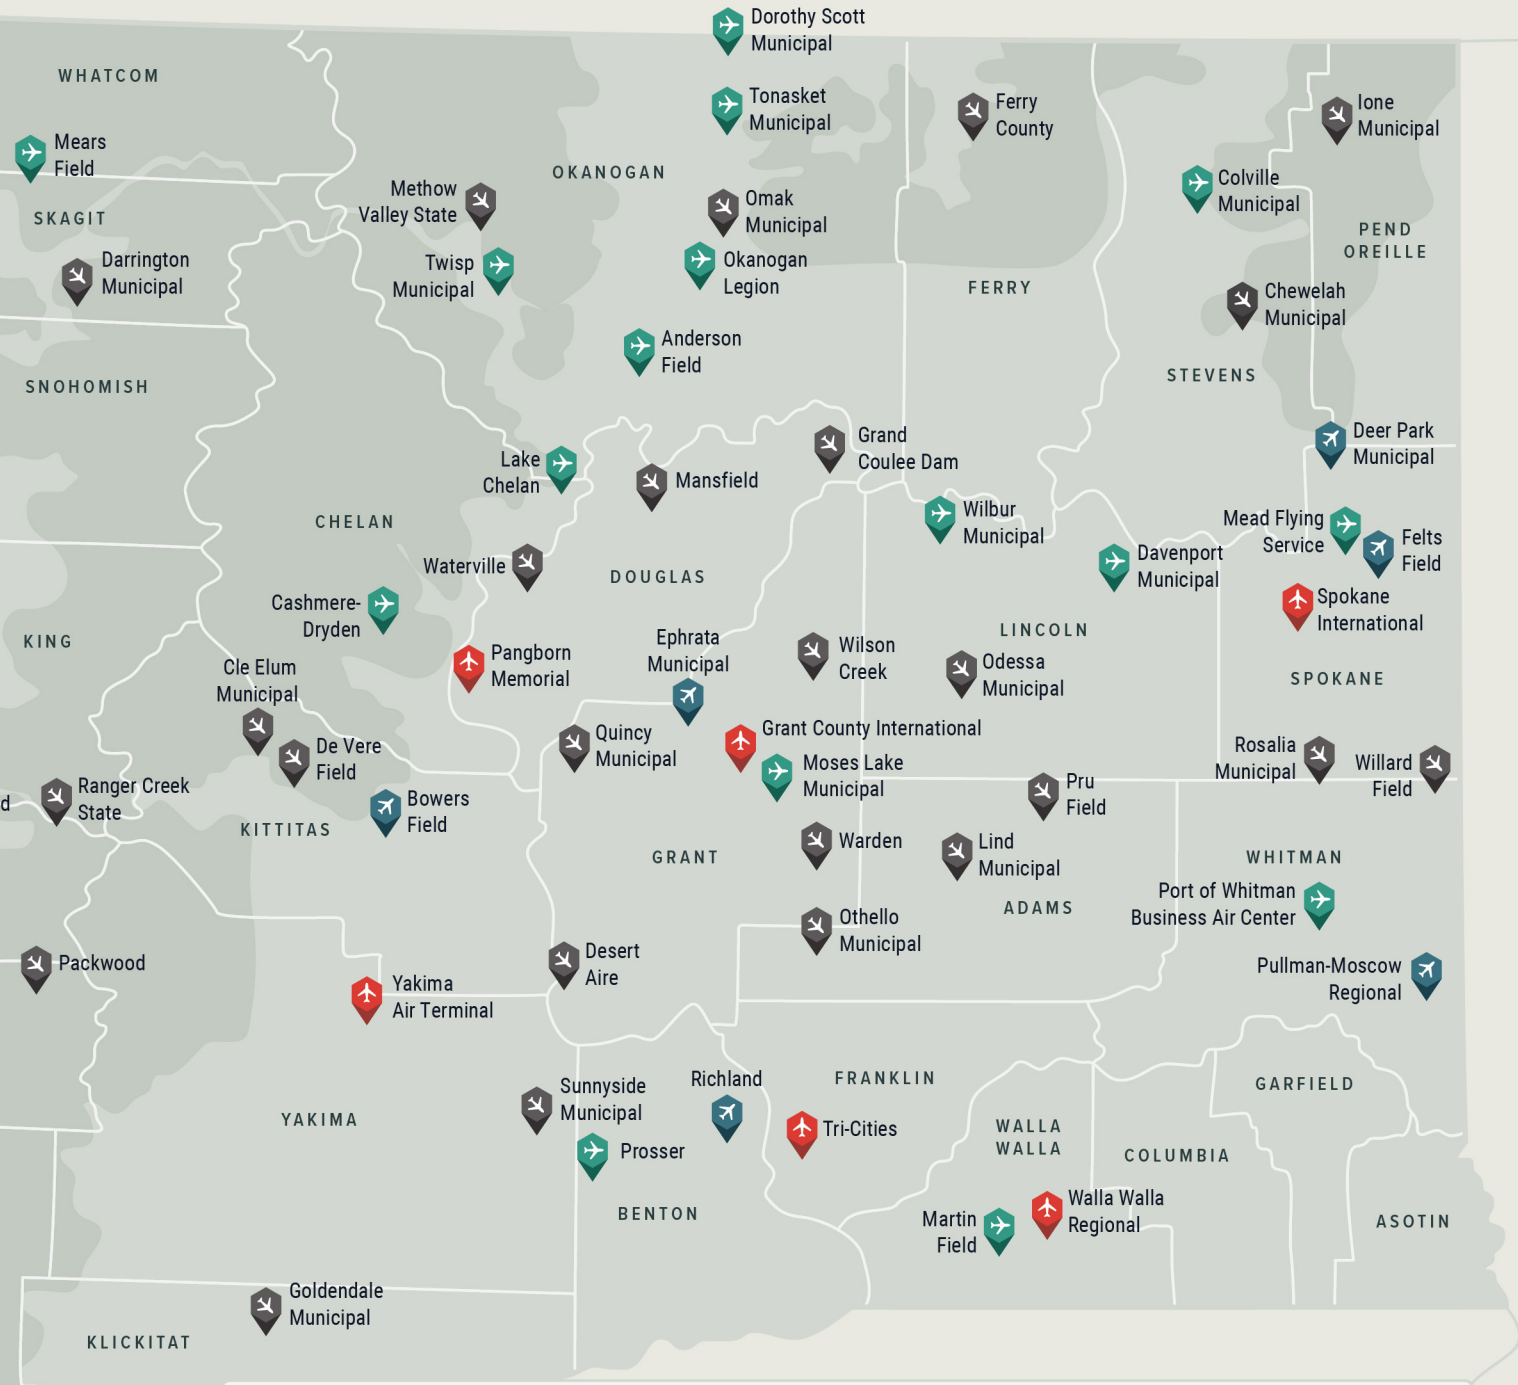 Dorothy Scott
Municipal
WHATCOM
Tonasket
Municipal
Ferry
County
Ione
Municipal
Mears
Field
OKANOGAN
Colville
Municipal
Methow
Valley State
Omak
Municipal
SKAGIT
PEND
OREILLE
Darrington
Municipal
Twisp
Municipal
Okanogan
Legion
FERRY
Chewelah
Municipal
Anderson
Field
STEVENS
SNOHOMISH
Grand
Coulee Dam
Deer Park
Municipal
Lake
Chelan
Mansfield
CHELAN
Wilbur
Municipal
Mead Flying
Service
Felts
Field
Waterville
DOUGLAS
Davenport
Municipal
Cashmere-
Dryden
Spokane
International
KING
Ephrata
Municipal
LINCOLN
Wilson
Creek
Cle Elum
Municipal
Pangborn
Memorial
Odessa
Municipal
SPOKANE
Quincy
Municipal
Grant County International
De Vere
Field
Moses Lake
Municipal
Rosalia
Municipal
Willard
Field
Ranger Creek
State
d
Bowers
Field
Pru
Field
KITTITAS
Warden
Lind
Municipal
GRANT
WHITMAN
Port of Whitman
Business Air Center
ADAMS
Othello
Municipal
Packwood
Desert
Aire
Pullman-Moscow
Regional
Yakima
Air Terminal
Richland
FRANKLIN
GARFIELD
Sunnyside
Municipal
YAKIMA
Tri-Cities
WALLA
WALLA
Prosser
COLUMBIA
BENTON
Walla Walla
Regional
Martin
Field
ASOTIN
Goldendale
Municipal
KLICKITAT